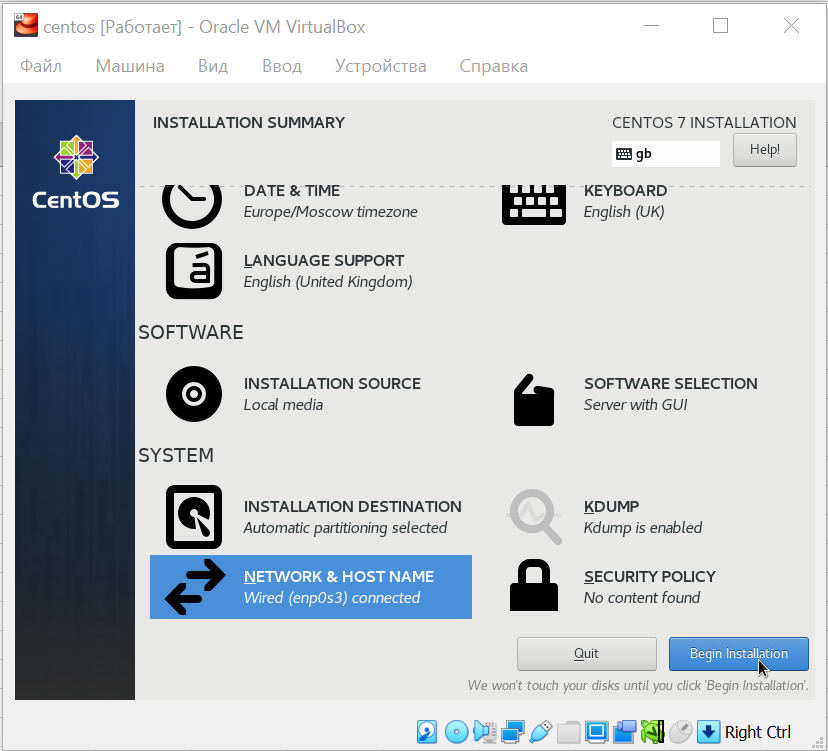 centos [Работает] - Oracle VM VirtualBox
Файл Машина Вид Ввод Устройства Справка
INSTALLATION SUMMARY
CENTOS 7 INSTALLATION
gb
Help!
CentOS
DATE & TIME
Europe/Moscow timezone
KEYBOARD
English (UK)
LANGUAGE SUPPORT
English (United Kingdom)
SOFTWARE
INSTALLATION SOURCE
Local media
SOFTWARE SELECTION
Server with GUI
SYSTEM
INSTALLATION DESTINATION
Automatic partitioning selected
KDUMP
Kdump is enabled
NETWORK & HOST NAME
Wired (enp0s3) connected
SECURITY POLICY
No content found
Quit
Begin Installation
We won't touch your disks until you click 'Begin Installation'.
Right Ctrl